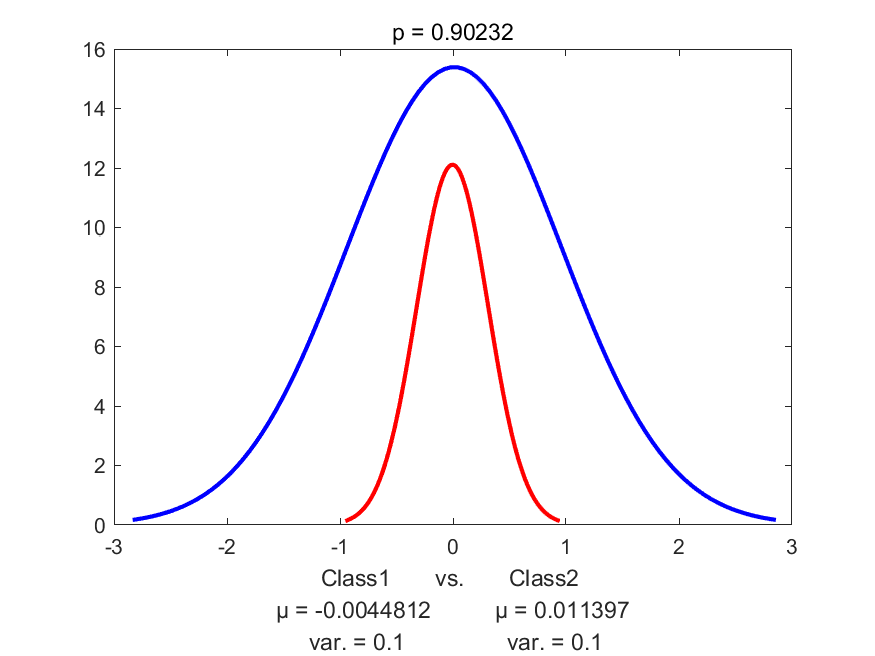 p = 0.90232
16
14
12
10
8
6
4
2
0
-3 -2 -1 0 1 2 3
Class1 vs. Class2
μ = -0.0044812 μ = 0.011397
var. = 0.1 var. = 0.1